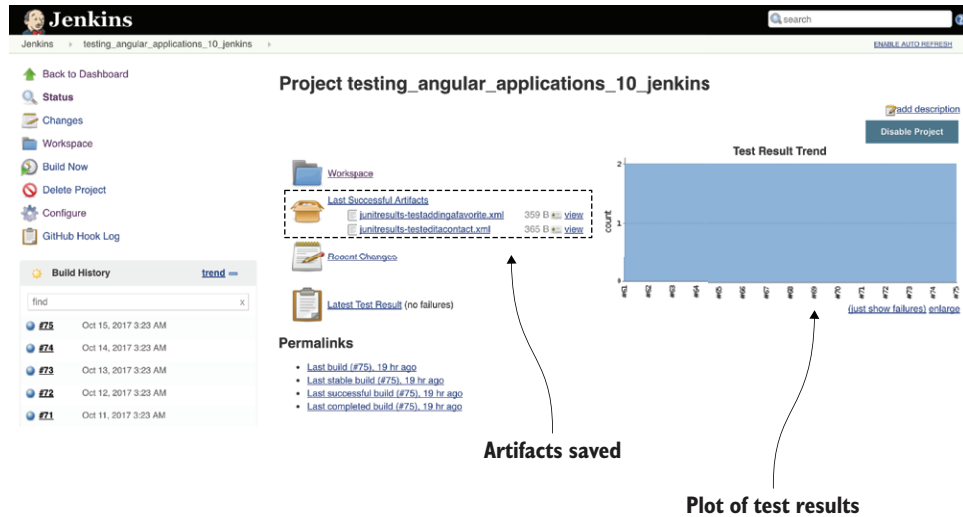 Jenkins
search
Jenkins testing_angular_applications_10_jenkins
ENABLE AUTO REFRESH
Back to Dashboard
Status
Changes
Workspace
Build Now
Delete Project
Configure
GitHub Hook Log
Build History trend
find x
#75 Oct 15, 2017 3:23 AM
#74 Oct 14, 2017 3:23 AM
#73 Oct 13, 2017 3:23 AM
#72 Oct 12, 2017 3:23 AM
#71 Oct 11, 2017 3:23 AM
Project testing_angular_applications_10_jenkins
add description
Disable Project
Workspace
Last Successful Artifacts
junitresults-testaddingafavorite.xml 359 B view
junitresults-testeditacontact.xml 365 B view
Recent Changes
Latest Test Result (no failures)
Permalinks
Last build (#75), 19 hr ago
Last stable build (#75), 19 hr ago
Last successful build (#75), 19 hr ago
Last completed build (#75), 19 hr ago
Test Result Trend
count
2
1
0
#61 #62 #63 #64 #65 #66 #67 #68 #69 #70 #71 #72 #73 #74 #75
(just show failures) enlarge
Artifacts saved
Plot of test results